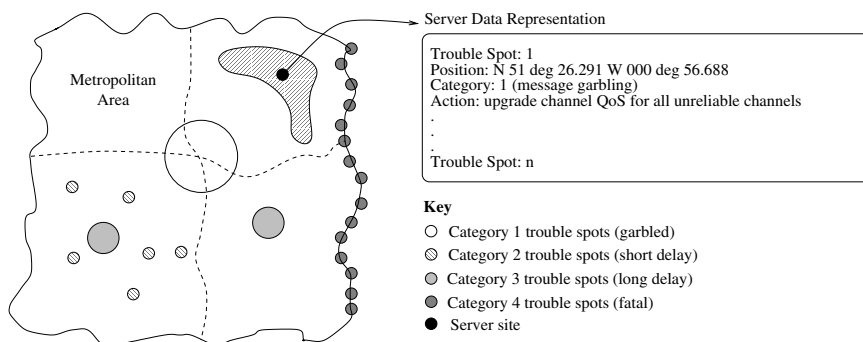 Server Data Representation
Metropolitan
Area
Trouble Spot: 1
Position: N 51 deg 26.291 W 000 deg 56.688
Category: 1 (message garbling)
Action: upgrade channel QoS for all unreliable channels
.
.
.
Trouble Spot: n
Key
Category 1 trouble spots (garbled)
Category 2 trouble spots (short delay)
Category 3 trouble spots (long delay)
Category 4 trouble spots (fatal)
Server site